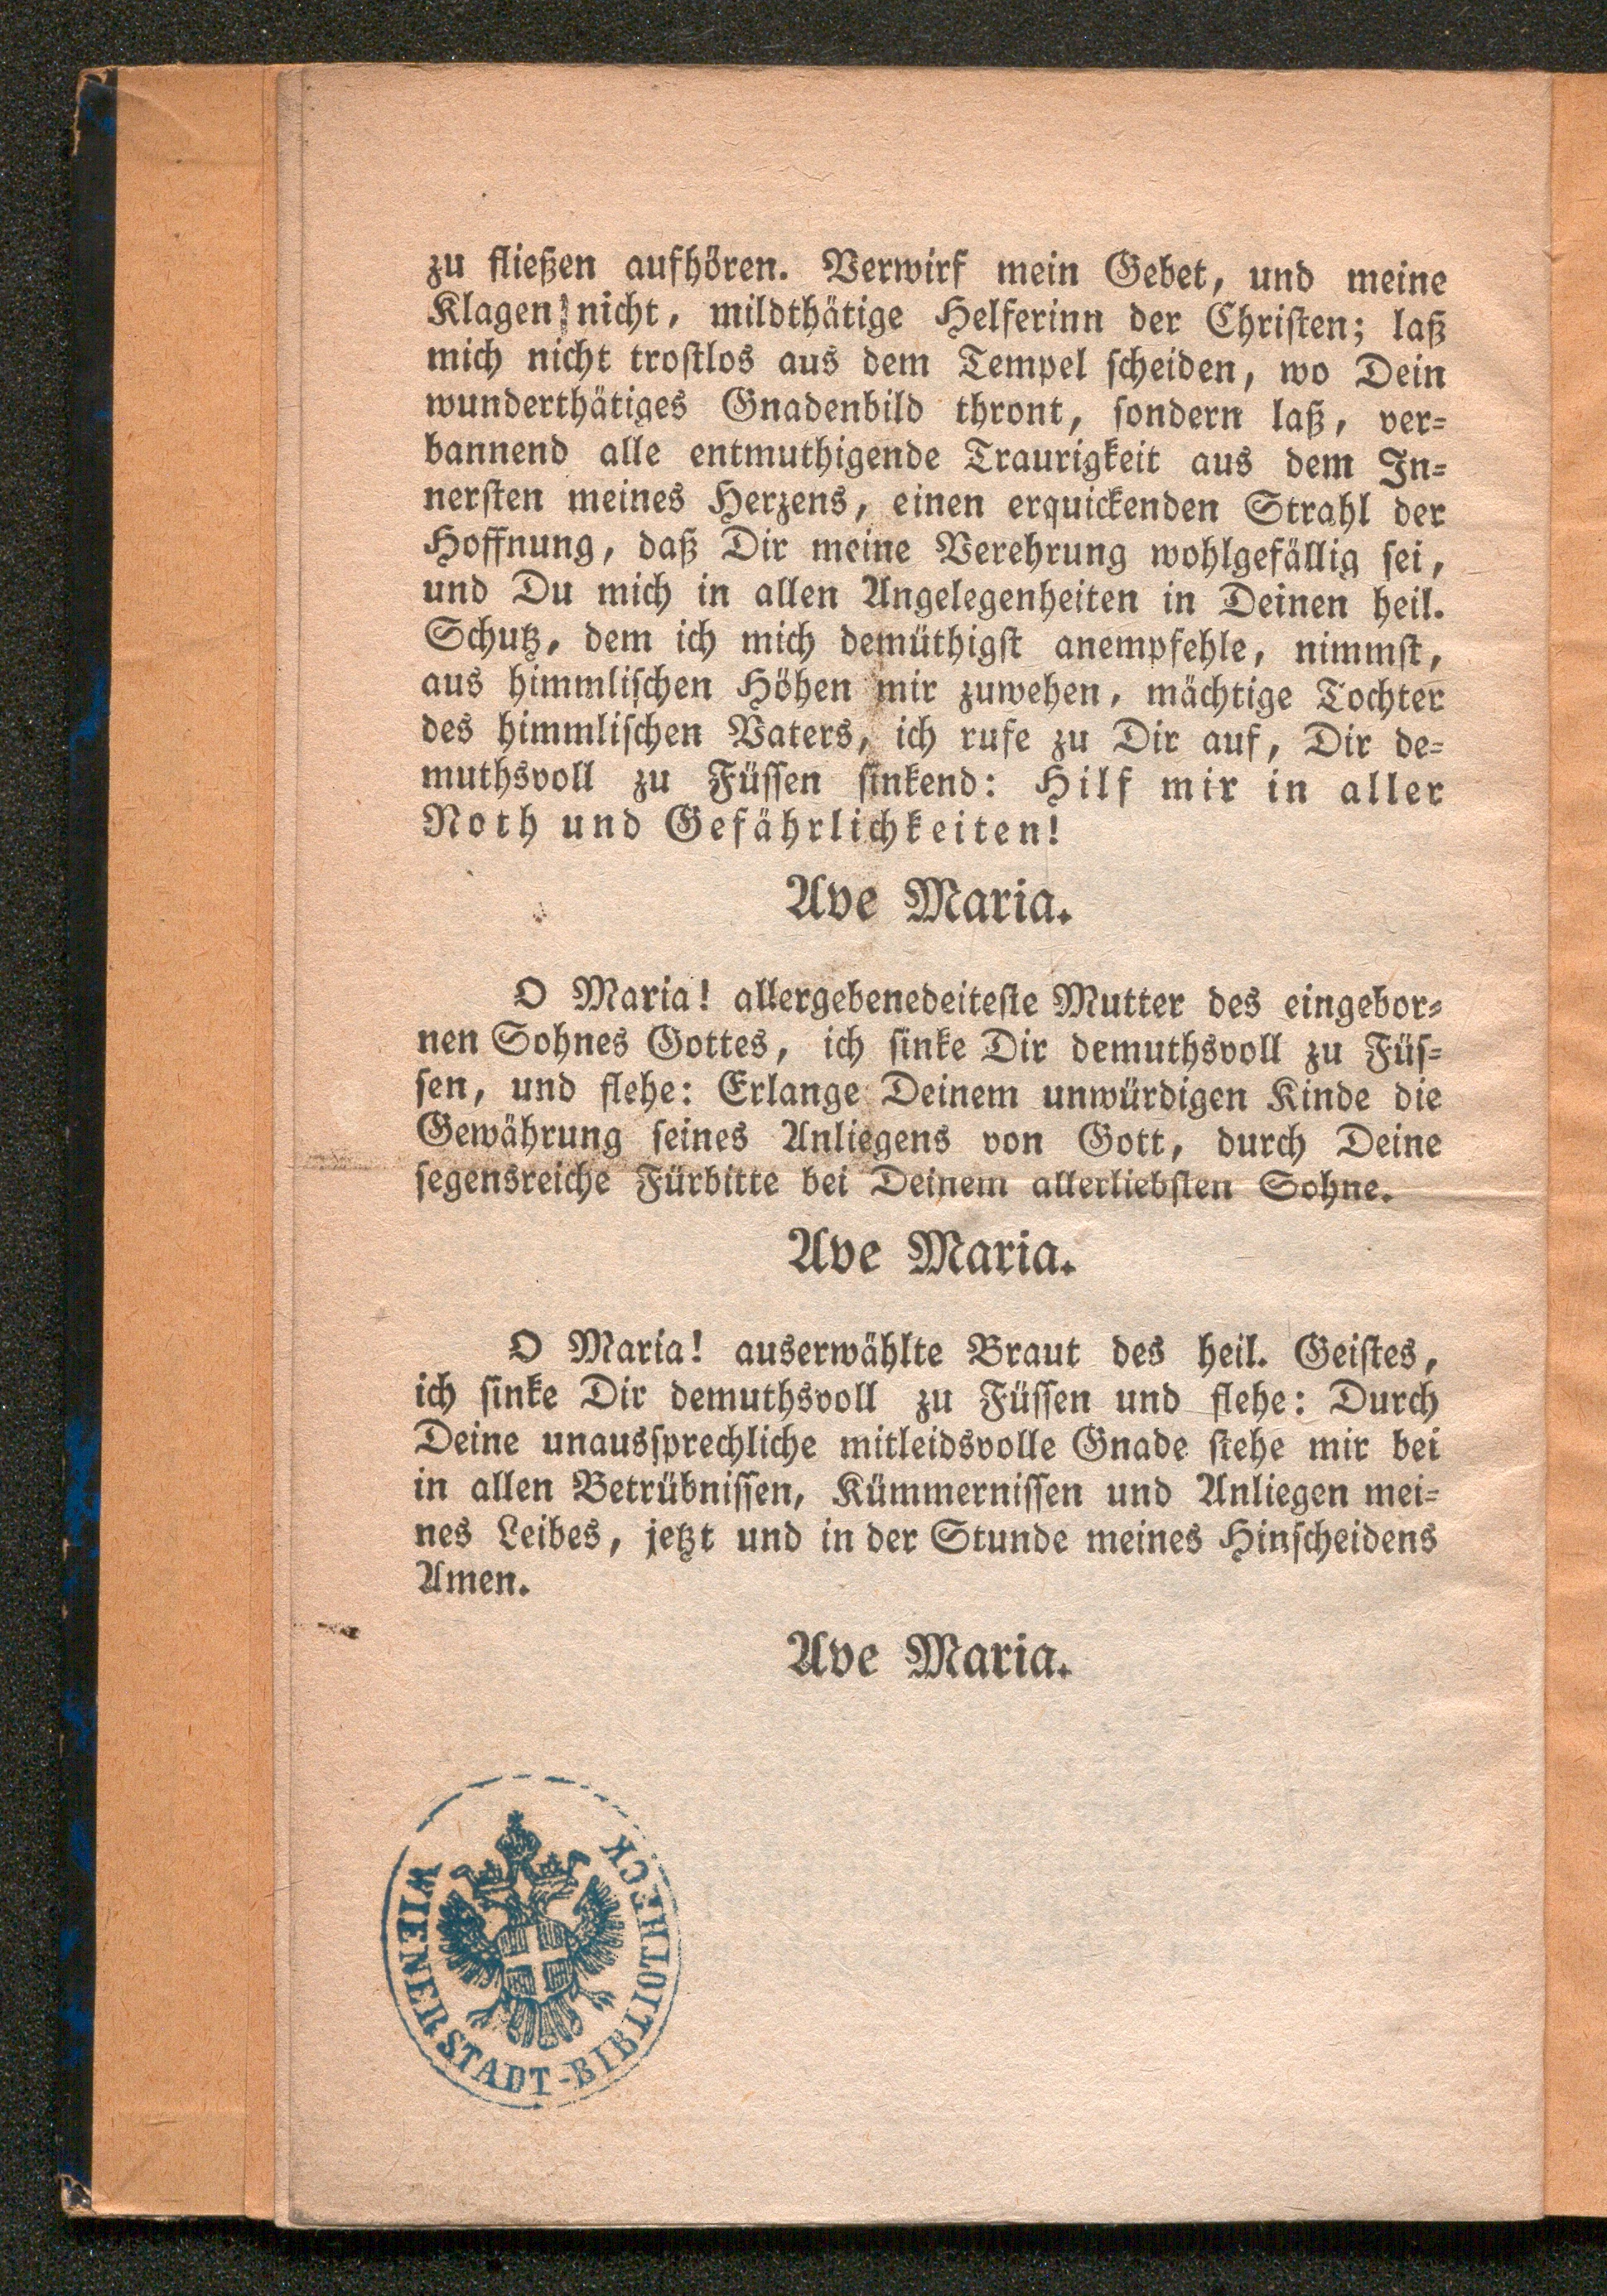 zu fließen aufhören. Verwirf mein Gebet, und meine
Klagen nicht, mildthätige Helferinn der Chriſten; laß
mich nicht troſtlos aus dem Tempel ſcheiden, wo Dein
wunderthätiges Gnadenbild thront, ſondern laß, ver-
bannend alle entmuthigende Traurigkeit aus dem In-
nerſten meines Herzens, einen erquickenden Strahl der
Hoffnung, daß Dir meine Verehrung wohlgefällig ſei,
und Du mich in allen Angelegenheiten in Deinen heil.
Schutz, dem ich mich demüthigſt anempfehle, nimmſt,
aus himmliſchen Höhen mir zuwehen, mächtige Tochter
des himmliſchen Vaters, ich rufe zu Dir auf, Dir de-
muthsvoll zu Füſſen ſinkend: Hilf mir in aller
Noth und Gefährlichkeiten!
Ave Maria.
O Maria! allergebenedeiteſte Mutter des eingebor-
nen Sohnes Gottes, ich ſinke Dir demuthsvoll zu Füſ-
ſen, und flehe: Erlange Deinem unwürdigen Kinde die
Gewährung ſeines Anliegens von Gott, durch Deine
ſegensreiche Fürbitte bei Deinem allerliebſten Sohne.
Ave Maria.
O Maria! auserwählte Braut des heil. Geiſtes,
ich ſinke Dir demuthsvoll zu Füſſen und flehe: Durch
Deine unausſprechliche mitleidsvolle Gnade ſtehe mir bei
in allen Betrübniſſen, Kümmerniſſen und Anliegen mei-
nes Leibes, jetzt und in der Stunde meines Hinſcheidens
Amen.
Ave Maria.
WIENER STADT-BIBLIOTHECK